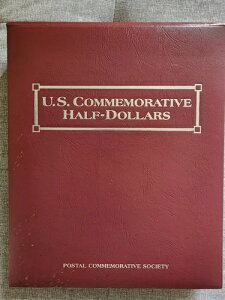 U.S. COMMEMORATIVE
HALF-DOLLARS
POSTAL COMMEMORATIVE SOCIETY